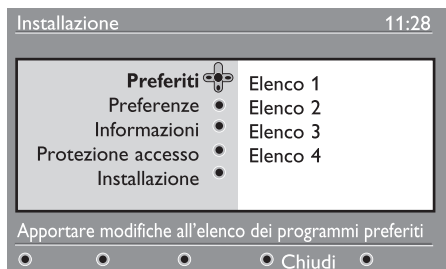 Installazione 11:28
Preferiti Elenco 1
Preferenze Elenco 2
Informazioni Elenco 3
Protezione accesso Elenco 4
Installazione
Apportare modifiche all'elenco dei programmi preferiti
Chiudi